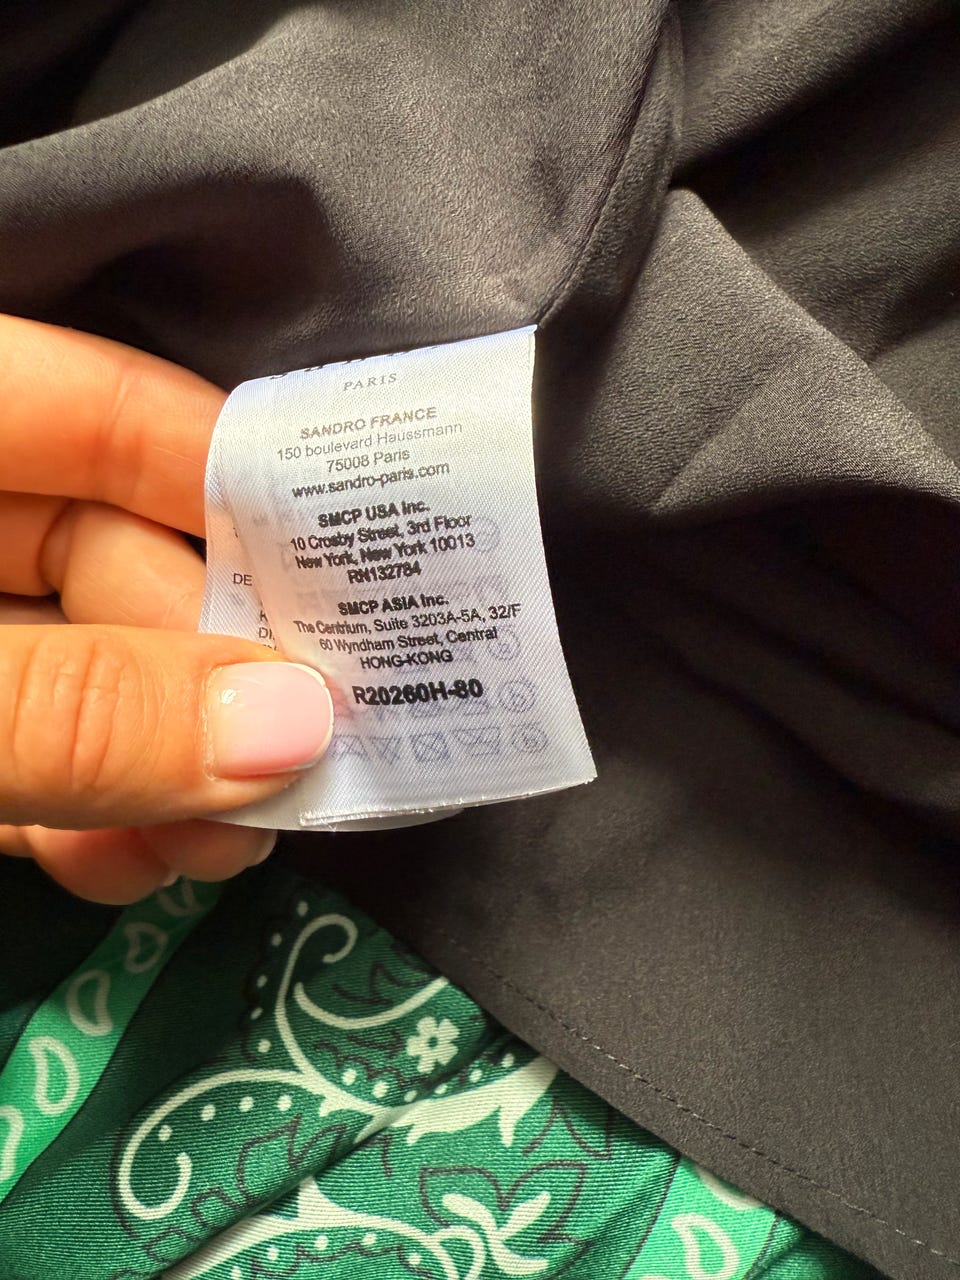 PARIS
SANDRO FRANCE
150 boulevard Haussmann
75008 Paris
www.sandro-paris.com
SMCP USA Inc.
10 Crosby Street, 3rd Floor
New York, New York 10013
RN132784
SMCP ASIA Inc.
The Centrium, Suite 3203A-5A, 32/F
60 Wyndham Street, Central
HONG-KONG
R20260H-80
DE